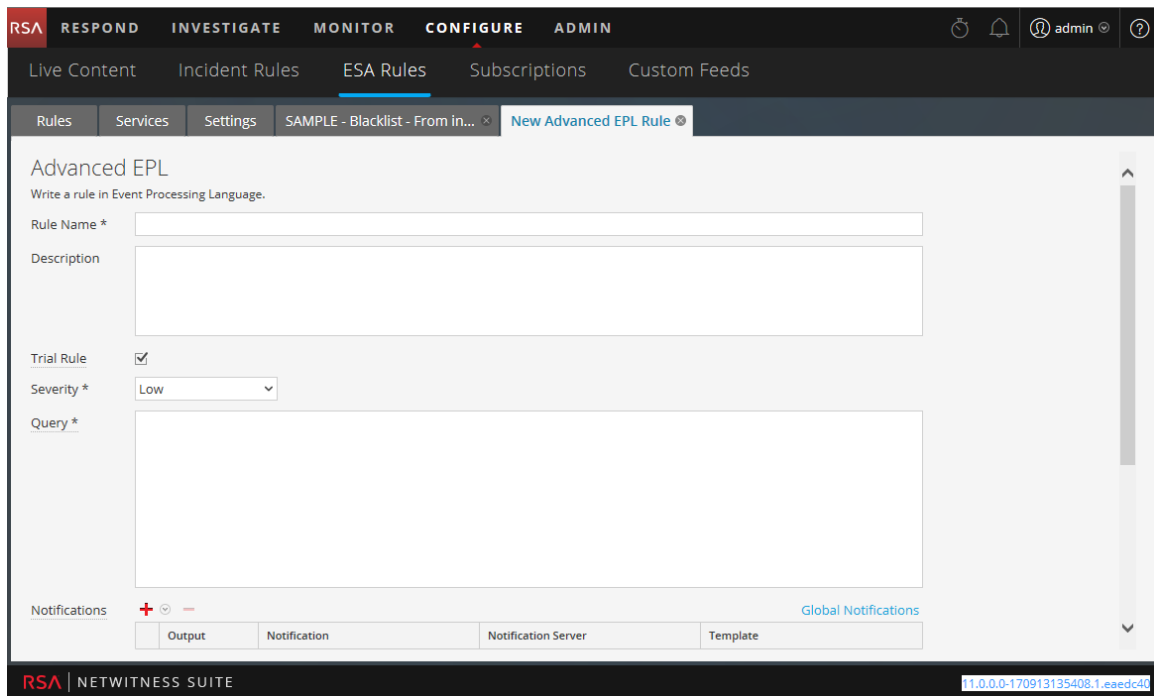 RSA RESPOND INVESTIGATE MONITOR CONFIGURE ADMIN admin ?
Live Content Incident Rules ESA Rules Subscriptions Custom Feeds
Rules Services Settings SAMPLE - Blacklist - From in... New Advanced EPL Rule
Advanced EPL
Write a rule in Event Processing Language.
Rule Name *
Description
Trial Rule
Severity * Low
Query *
Notifications Global Notifications
Output Notification Notification Server Template
RSA NETWITNESS SUITE 11.0.0.0-170913135408.1.eaedc40